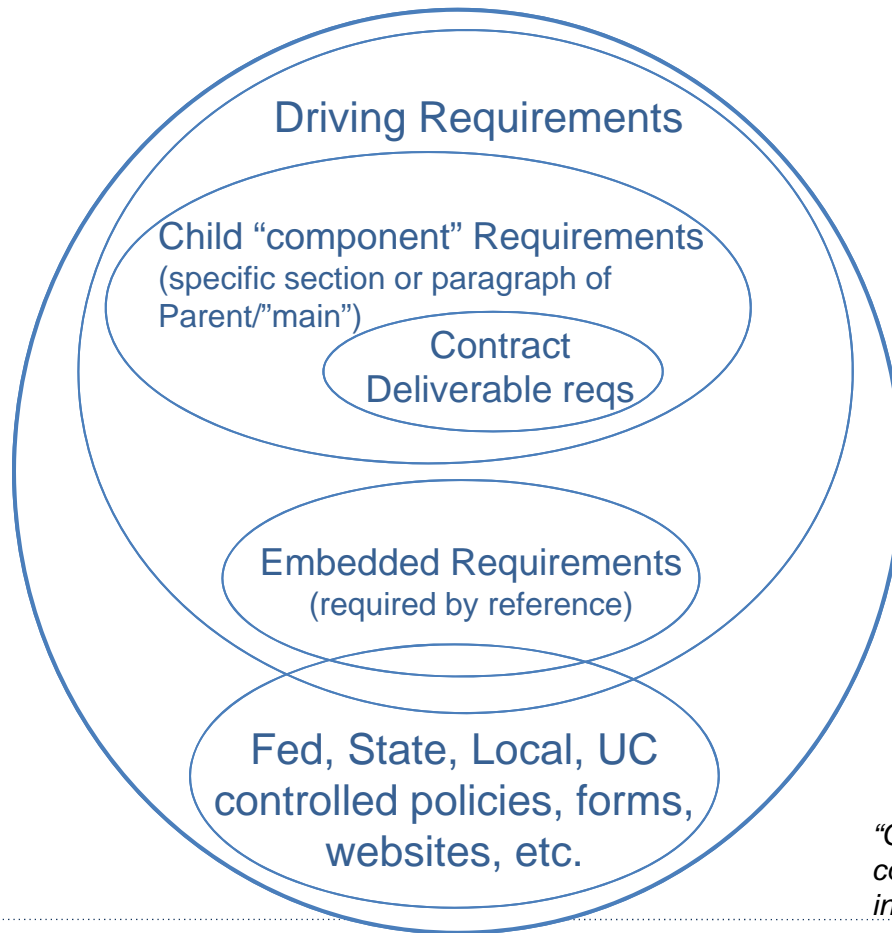 Driving Requirements
Child “component” Requirements
(specific section or paragraph of
Parent/”main”)
Contract
Deliverable reqs
Embedded Requirements
(required by reference)
Fed, State, Local, UC
controlled policies, forms,
websites, etc.